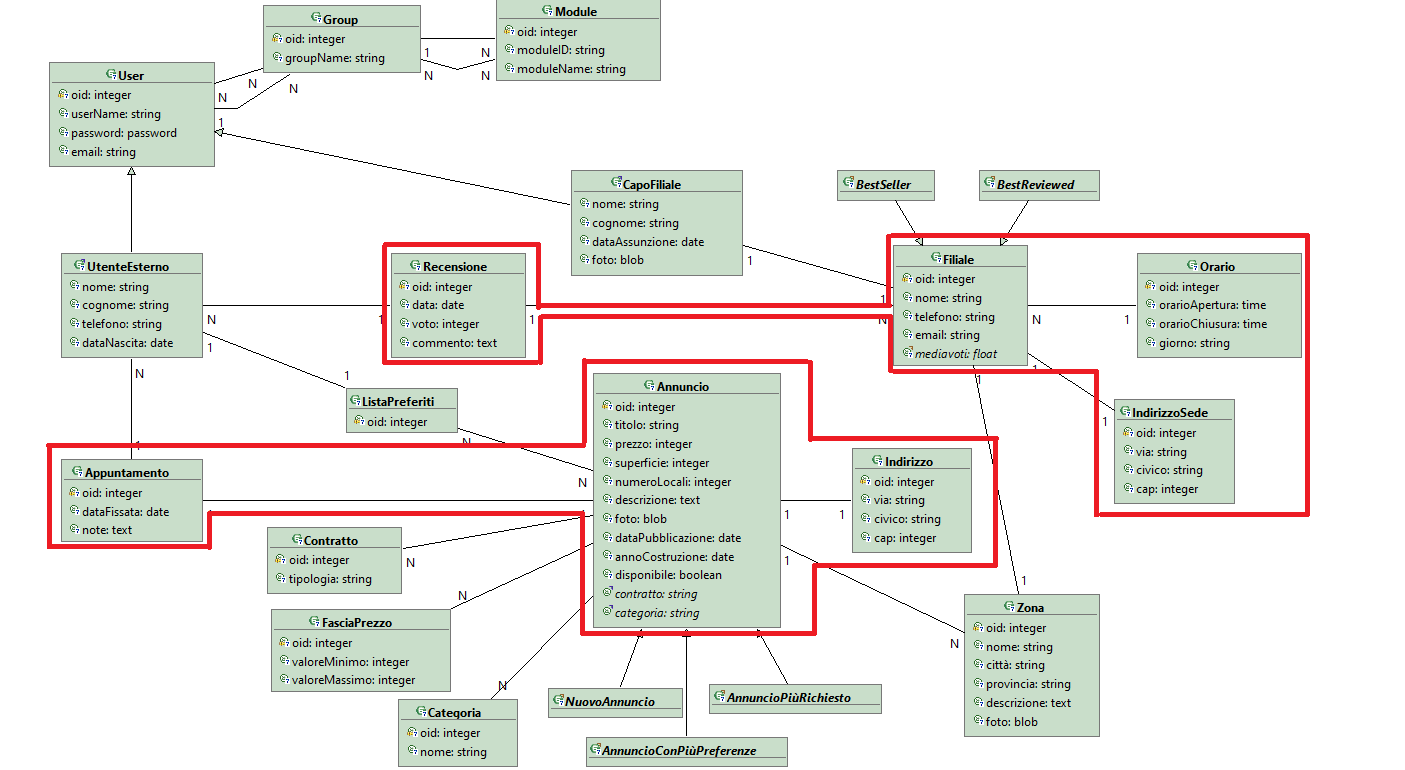 Group
oid: integer
groupName: string
Module
oid: integer
moduleID: string
moduleName: string
1
N
N
N
User
oid: integer
userName: string
password: password
email: string
N
N
N
1
CapoFiliale
nome: string
cognome: string
dataAssunzione: date
foto: blob
1
1
BestSeller
BestReviewed
UtenteEsterno
nome: string
cognome: string
telefono: string
dataNascita: date
N
1
1
N
Recensione
oid: integer
data: date
voto: integer
commento: text
1
N
Filiale
oid: integer
nome: string
telefono: string
email: string
mediavoti: float
N
1
1
1
1
Orario
oid: integer
orarioApertura: time
orarioChiusura: time
giorno: string
IndirizzoSede
oid: integer
via: string
civico: string
cap: integer
ListaPreferiti
oid: integer
1
N
N
Annuncio
oid: integer
titolo: string
prezzo: integer
superficie: integer
numeroLocali: integer
descrizione: text
foto: blob
dataPubblicazione: date
annoCostruzione: date
disponibile: boolean
contratto: string
categoria: string
1
1
1
Indirizzo
oid: integer
via: string
civico: string
cap: integer
1
Appuntamento
oid: integer
dataFissata: date
note: text
Contratto
oid: integer
tipologia: string
N
FasciaPrezzo
oid: integer
valoreMinimo: integer
valoreMassimo: integer
N
Categoria
oid: integer
nome: string
N
NuovoAnnuncio
AnnuncioPiùRichiesto
AnnuncioConPiùPreferenze
Zona
oid: integer
nome: string
città: string
provincia: string
descrizione: text
foto: blob
1
N